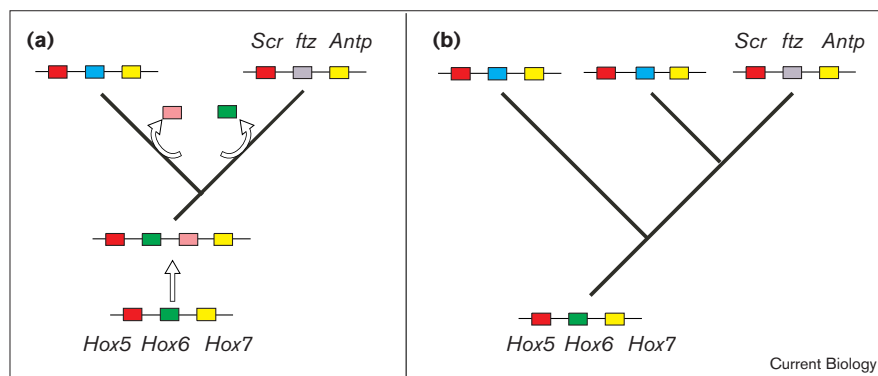 (a)
Scr ftz Antp
Hox5 Hox6 Hox7
(b)
Scr ftz Antp
Hox5 Hox6 Hox7
Current Biology